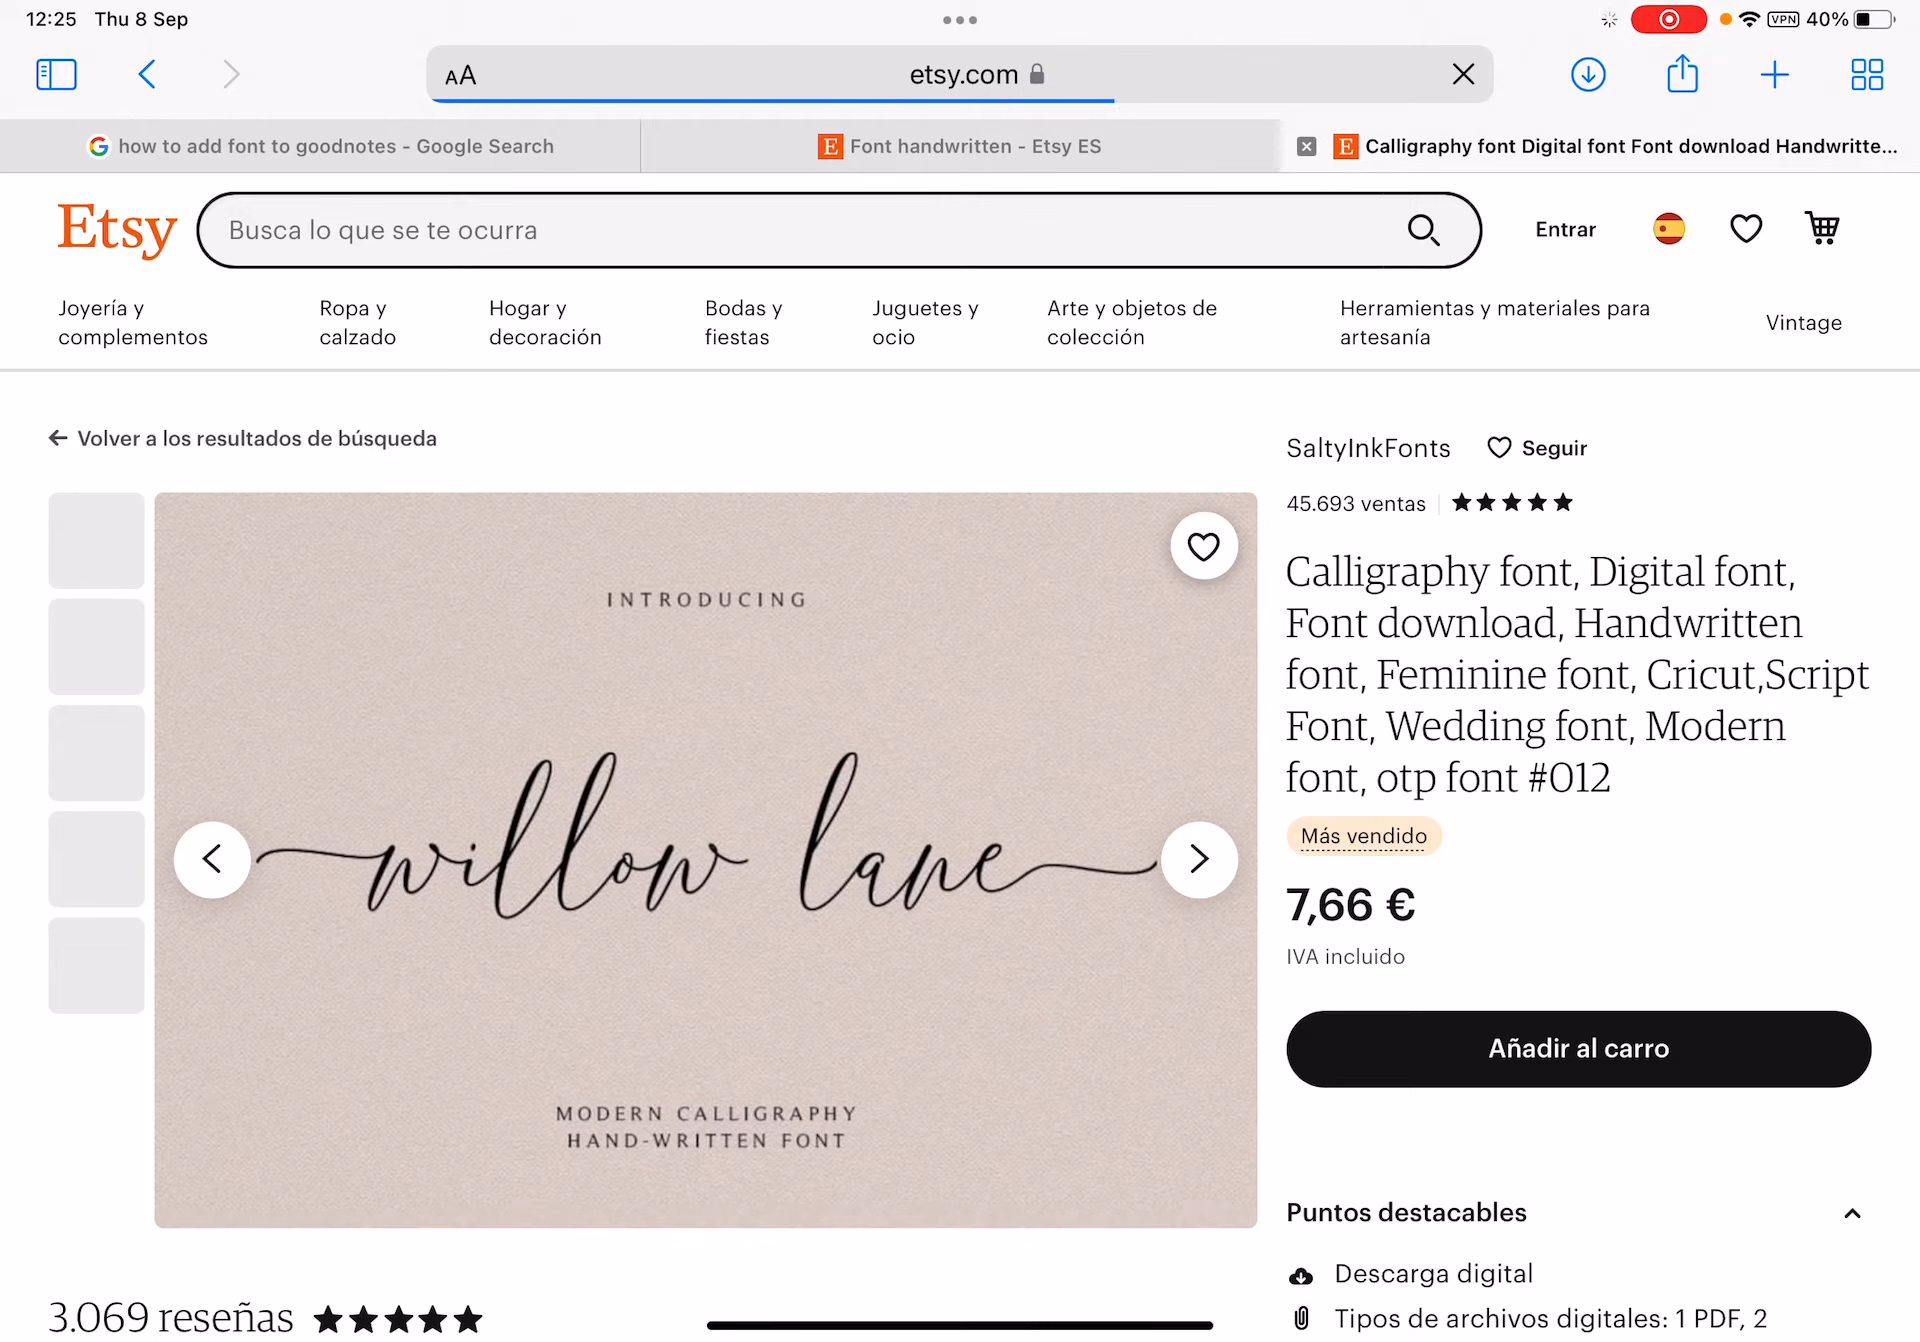 12:25 Thu 8 Sep
VPN 40%
AA etsy.com
how to add font to goodnotes - Google Search
E Font handwritten - Etsy ES
E Calligraphy font Digital font Font download Handwritte...
Etsy
Busca lo que se te ocurra
Entrar
Joyería y complementos
Ropa y calzado
Hogar y decoración
Bodas y fiestas
Juguetes y ocio
Arte y objetos de colección
Herramientas y materiales para artesanía
Vintage
Volver a los resultados de búsqueda
INTRODUCING
willow lane
MODERN CALLIGRAPHY
HAND-WRITTEN FONT
3.069 reseñas
SaltyInkFonts Seguir
45.693 ventas
Calligraphy font, Digital font,
Font download, Handwritten
font, Feminine font, Cricut,Script
Font, Wedding font, Modern
font, otp font #012
Más vendido
7,66 €
IVA incluido
Añadir al carro
Puntos destacables
Descarga digital
Tipos de archivos digitales: 1 PDF, 2